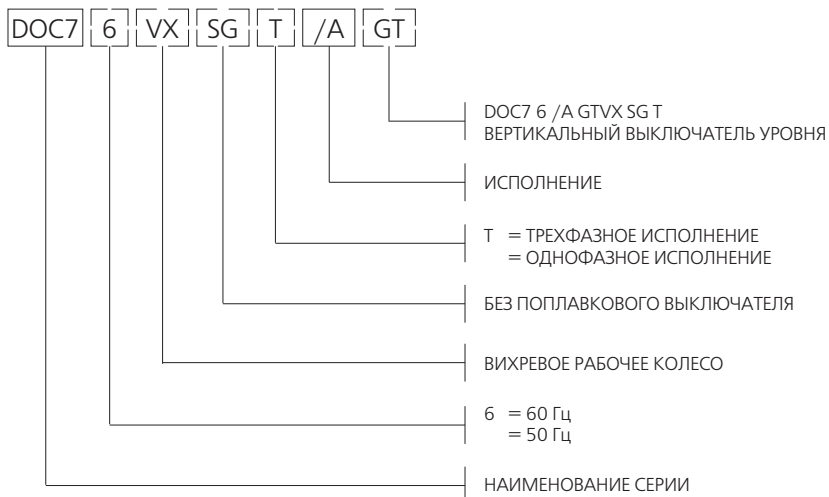 DOC7 6 VX SG T /A GT
DOC7 6 /A GTVX SG T
ВЕРТИКАЛЬНЫЙ ВЫКЛЮЧАТЕЛЬ УРОВНЯ
ИСПОЛНЕНИЕ
T = ТРЕХФАЗНОЕ ИСПОЛНЕНИЕ
= ОДНОФАЗНОЕ ИСПОЛНЕНИЕ
БЕЗ ПОПЛАВКОВОГО ВЫКЛЮЧАТЕЛЯ
ВИХРЕВОЕ РАБОЧЕЕ КОЛЕСО
6 = 60 Гц
= 50 Гц
НАИМЕНОВАНИЕ СЕРИИ